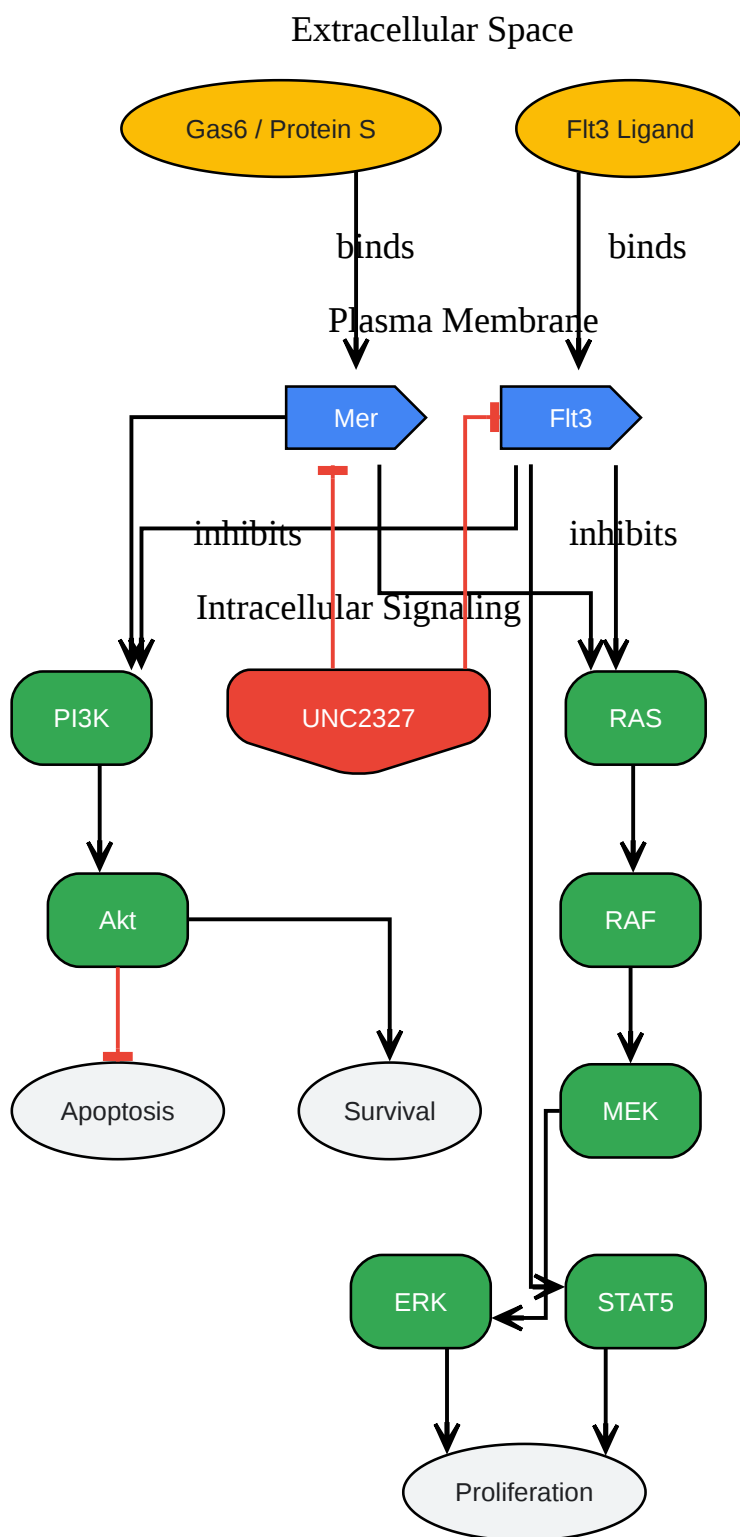 Extracellular Space
Gas6 / Protein S
Flt3 Ligand
binds
binds
Plasma Membrane
Mer
Flt3
inhibits
inhibits
Intracellular Signaling
PI3K
UNC2327
RAS
Akt
RAF
Apoptosis
Survival
MEK
ERK
STAT5
Proliferation